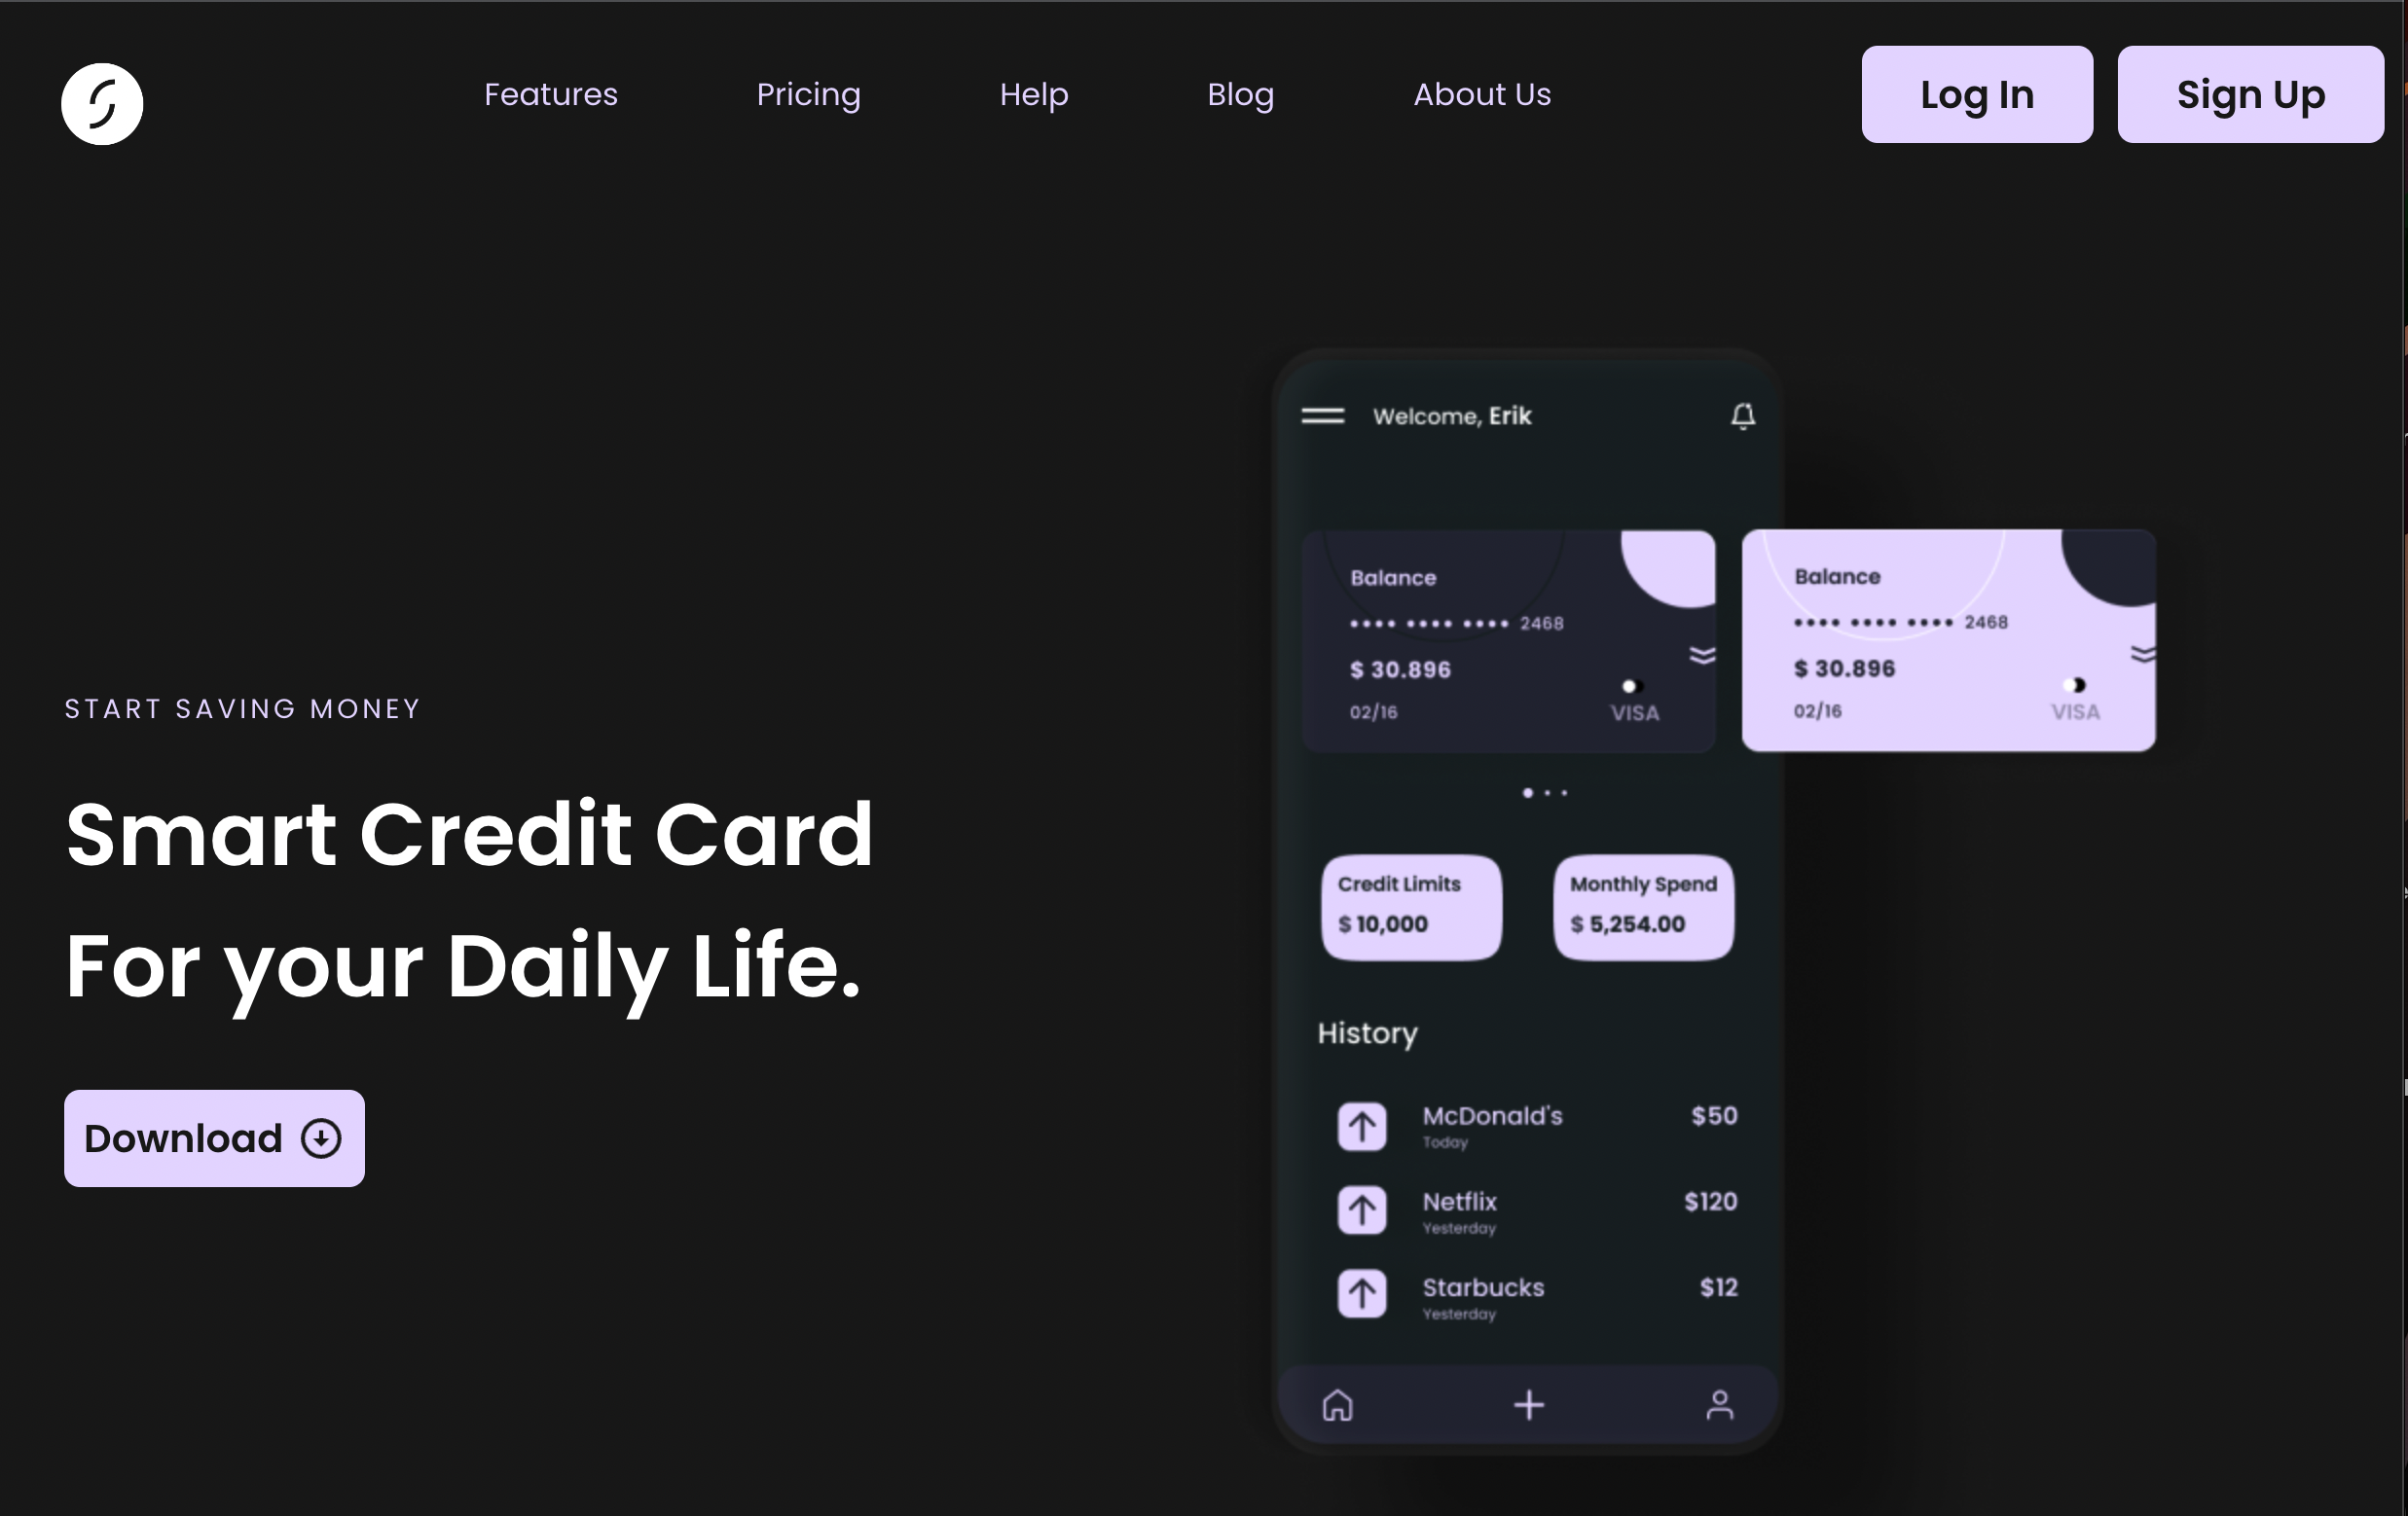 Features Pricing Help Blog About Us Log In Sign Up
START SAVING MONEY
Smart Credit Card
For your Daily Life.
Download
Welcome, Erik
Balance
•••• •••• •••• 2468
$ 30.896
02/16
VISA
Balance
•••• •••• •••• 2468
$ 30.896
02/16
VISA
Credit Limits
$ 10,000
Monthly Spend
$ 5,254.00
History
McDonald's $50
Today
Netflix $120
Yesterday
Starbucks $12
Yesterday